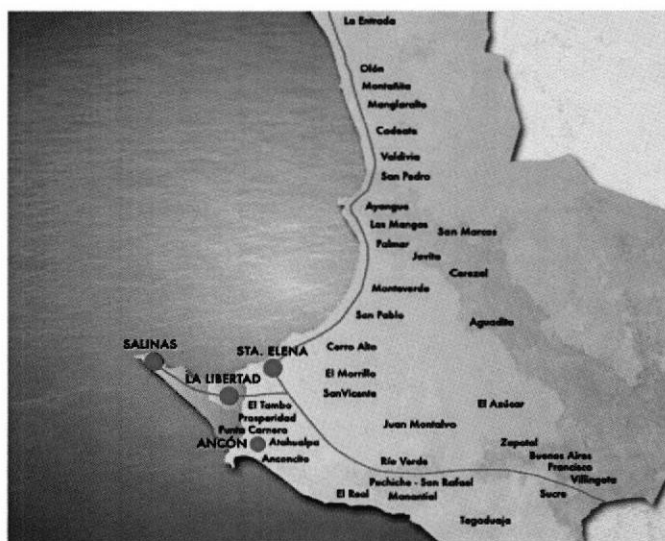 La Entrada
Olón
Montañita
Manglaralto
Cadeate
Valdivia
San Pedro
Ayangue
Las Mangas
San Marcos
Palmar
Jovita
Cerezal
Monteverde
San Pablo
Aguadita
SALINAS
STA. ELENA
Cerro Alto
LA LIBERTAD
El Morrillo
SanVicente
El Tambo
El Azúcar
Prosperidad
Punta Carnero
Juan Montalvo
ANCÓN
Atahualpa
Zapotal
Anconcito
Río Verde
Buenos Aires
Francisco
Villingota
Pechiche - San Rafael
El Real
Manantial
Sucre
Tagaduaja